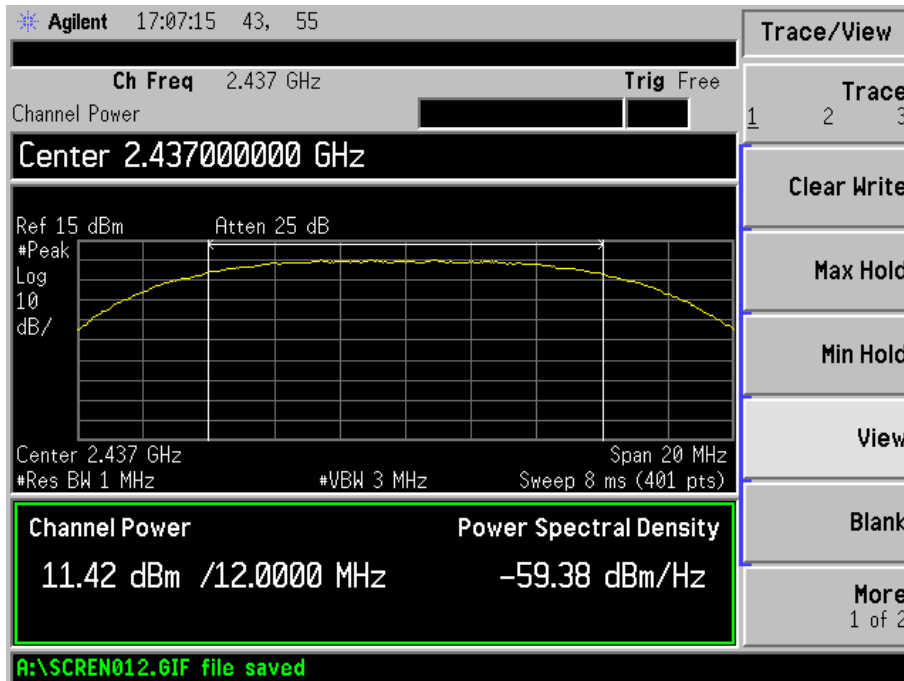 Agilent 17:07:15 43, 55
Trace/View
Ch Freq 2.437 GHz Trig Free
Channel Power
Center 2.437000000 GHz
Ref 15 dBm Atten 25 dB
#Peak
Log
10
dB/
Center 2.437 GHz Span 20 MHz
#Res BW 1 MHz #VBW 3 MHz Sweep 8 ms (401 pts)
Channel Power Power Spectral Density
11.42 dBm /12.0000 MHz -59.38 dBm/Hz
A:\SCREN012.GIF file saved
Trace
1 2 3
Clear Write
Max Hold
Min Hold
View
Blank
More
1 of 2